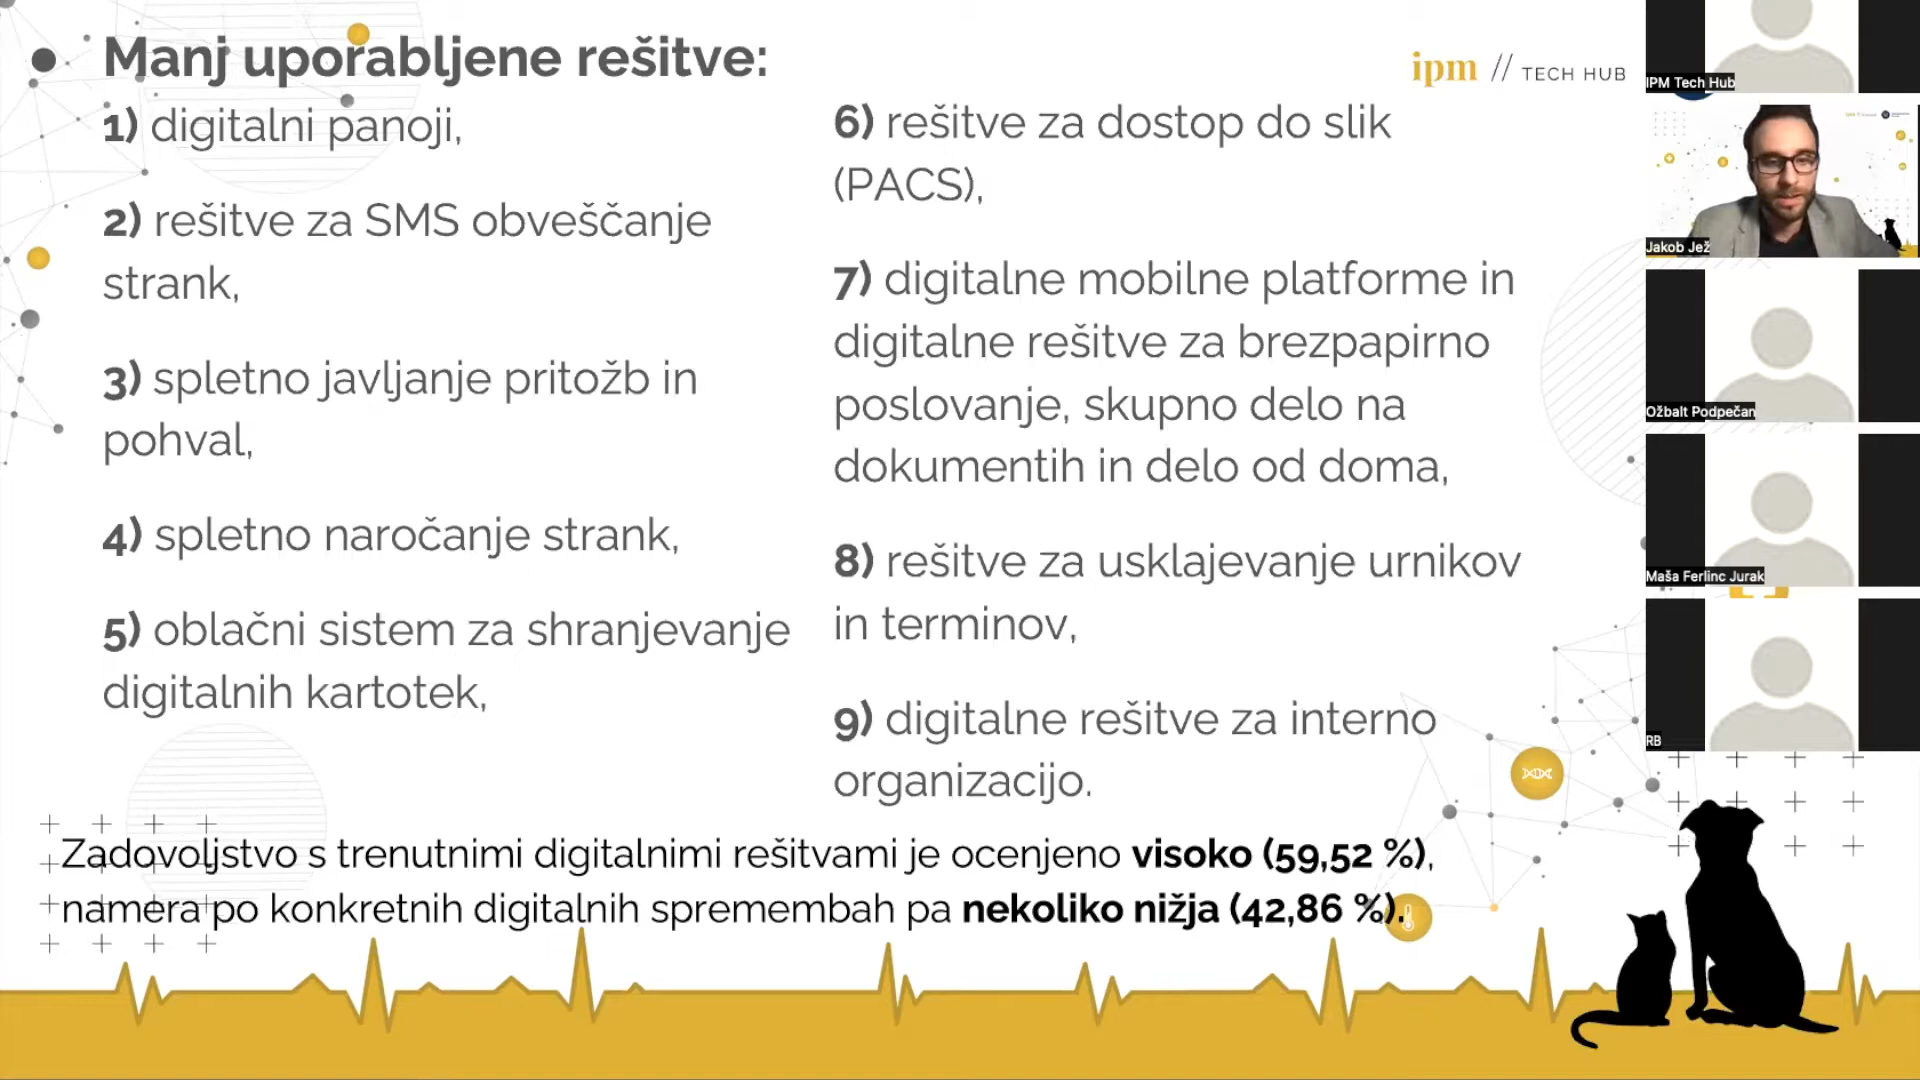 Manj uporabljene rešitve:
1) digitalni panoji,
2) rešitve za SMS obveščanje
strank,
3) spletno javljanje pritožb in
pohval,
4) spletno naročanje strank,
5) oblačni sistem za shranjevanje
digitalnih kartotek,
ipm // TECH HUB
6) rešitve za dostop do slik
(PACS),
7) digitalne mobilne platforme in
digitalne rešitve za brezpapirno
poslovanje, skupno delo na
dokumentih in delo od doma,
8) rešitve za usklajevanje urnikov
in terminov,
9) digitalne rešitve za interno
organizacijo.
Zadovoljstvo s trenutnimi digitalnimi rešitvami je ocenjeno visoko (59,52 %),
namera po konkretnih digitalnih spremembah pa nekoliko nižja (42,86 %).
IPM Tech Hub
Jakob Jež
Ožbalt Podpečan
Maša Ferlinc Jurak
RB